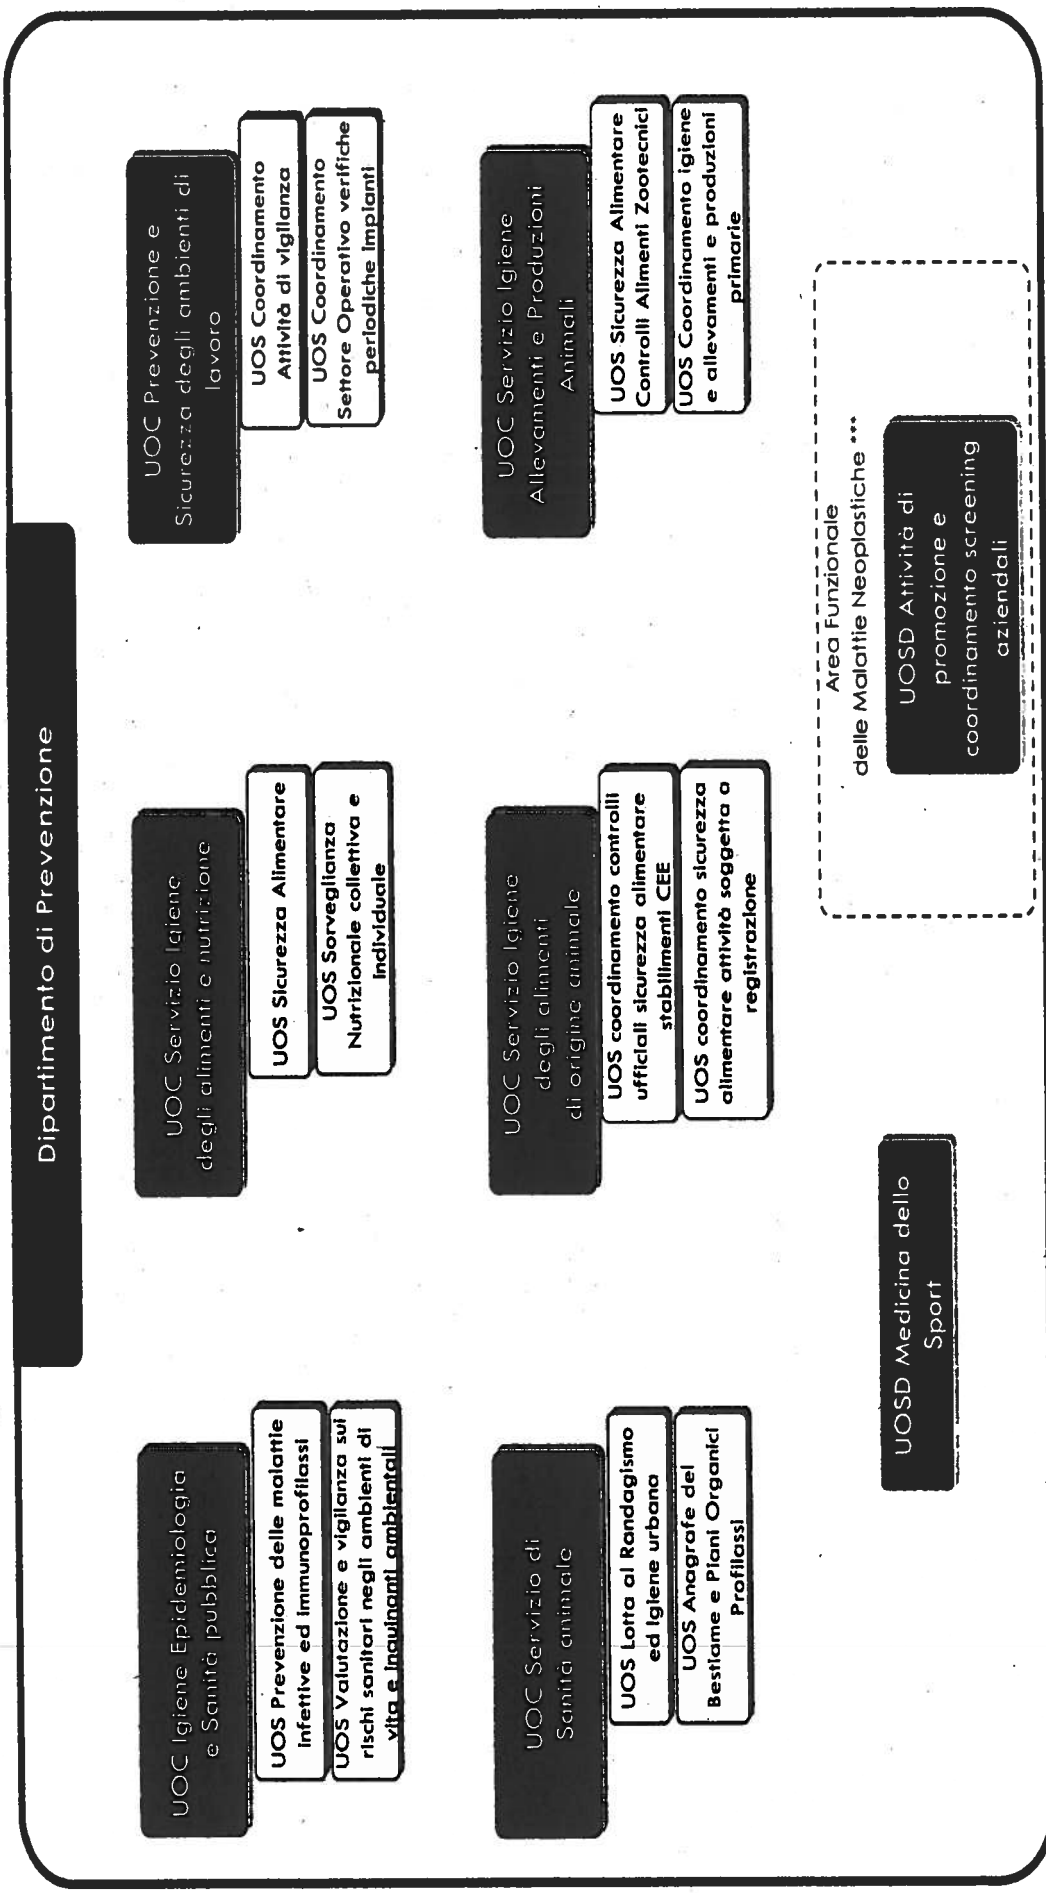 Dipartimento di Prevenzione
UOC Igiene Epidemiologia
e Sanità pubblica
UOS Prevenzione delle malattie
infettive ed immunoprofilassi
UOS Valutazione e vigilanza sui
rischi sanitari negli ambienti di
vita e inquinanti ambientali
UOC Servizio Igiene
degli alimenti e nutrizione
UOS Sicurezza Alimentare
UOS Sorveglianza
Nutrizionale collettiva e
Individuale
UOC Prevenzione e
Sicurezza degli ambienti di
lavoro
UOS Coordinamento
Attività di vigilanza
UOS Coordinamento
Settore Operativo verifiche
periodiche impianti
UOC Servizio di
Sanità animale
UOS Lotta al Randagismo
ed Igiene urbana
UOS Anagrafe del
Bestiame e Piani Organici
Profilassi
UOC Servizio Igiene
degli alimenti
di origine animale
UOS coordinamento controlli
ufficiali sicurezza alimentare
stabilimenti CEE
UOS coordinamento sicurezza
alimentare attività soggetta a
registrazione
UOC Servizio Igiene
Allevamenti e Produzioni
Animali
UOS Sicurezza Alimentare
Controlli Alimenti Zootecnici
UOS Coordinamento igiene
e allevamenti e produzioni
primarie
UOSD Medicina dello
Sport
Area Funzionale
delle Malattie Neoplastiche ***
UOSD Attività di
promozione e
coordinamento screening
aziendali